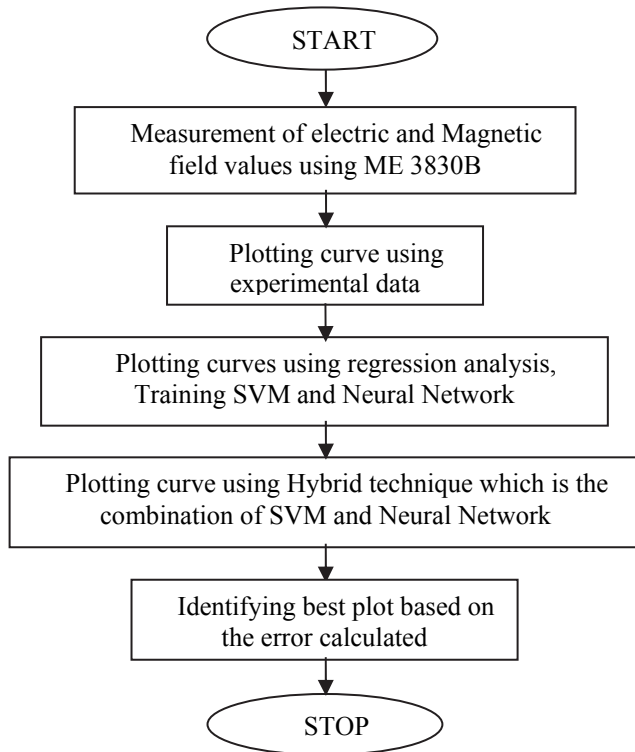 START
Measurement of electric and Magnetic
field values using ME 3830B
Plotting curve using
experimental data
Plotting curves using regression analysis,
Training SVM and Neural Network
Plotting curve using Hybrid technique which is the
combination of SVM and Neural Network
Identifying best plot based on
the error calculated
STOP